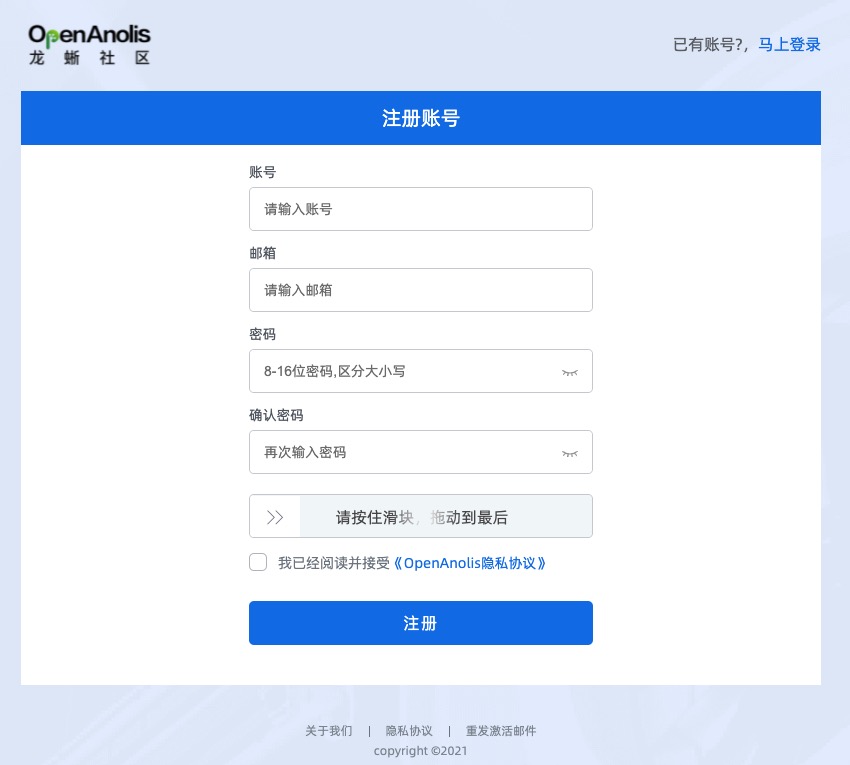 OpenAnolis
龙蜥社区
已有账号?，马上登录
注册账号
账号
请输入账号
邮箱
请输入邮箱
密码
8-16位密码,区分大小写
确认密码
再次输入密码
请按住滑块，拖动到最后
我已经阅读并接受《OpenAnolis隐私协议》
注册
关于我们 | 隐私协议 | 重发激活邮件
copyright ©2021